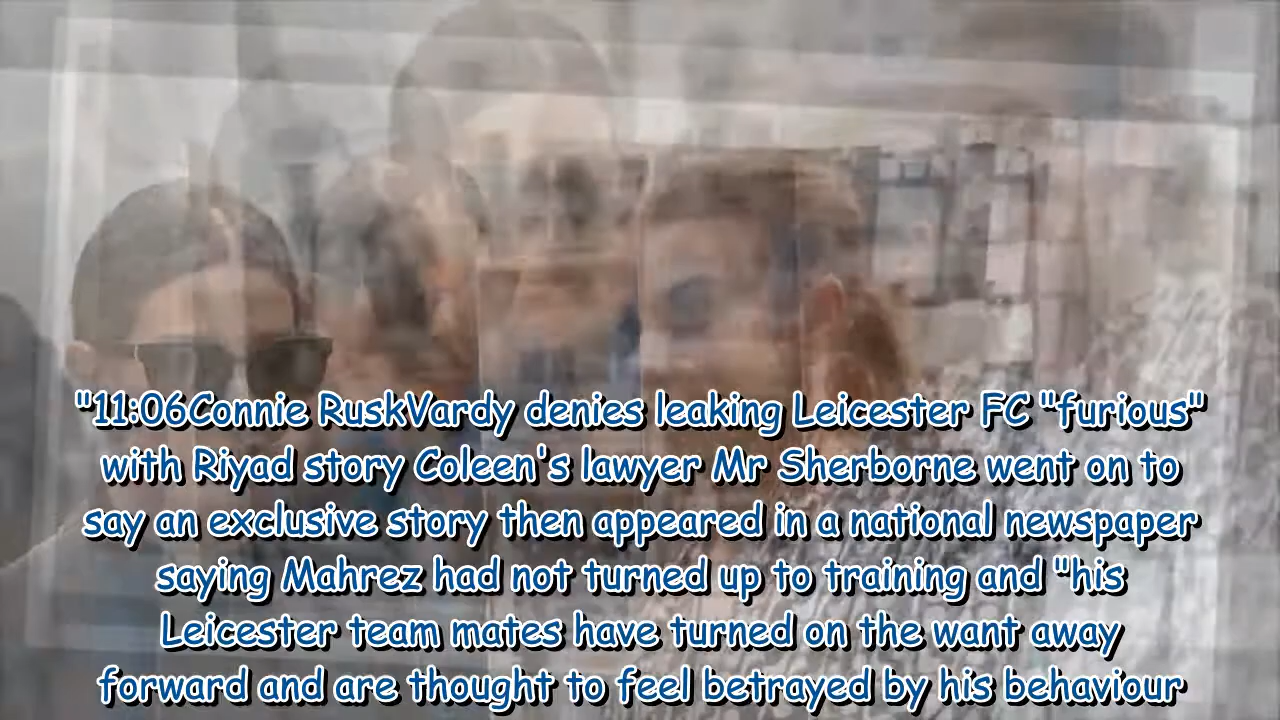 "11:06Connie RuskVardy denies leaking Leicester FC "furious"
with Riyad story Coleen's lawyer Mr Sherborne went on to
say an exclusive story then appeared in a national newspaper
saying Mahrez had not turned up to training and "his
Leicester team mates have turned on the want away
forward and are thought to feel betrayed by his behaviour